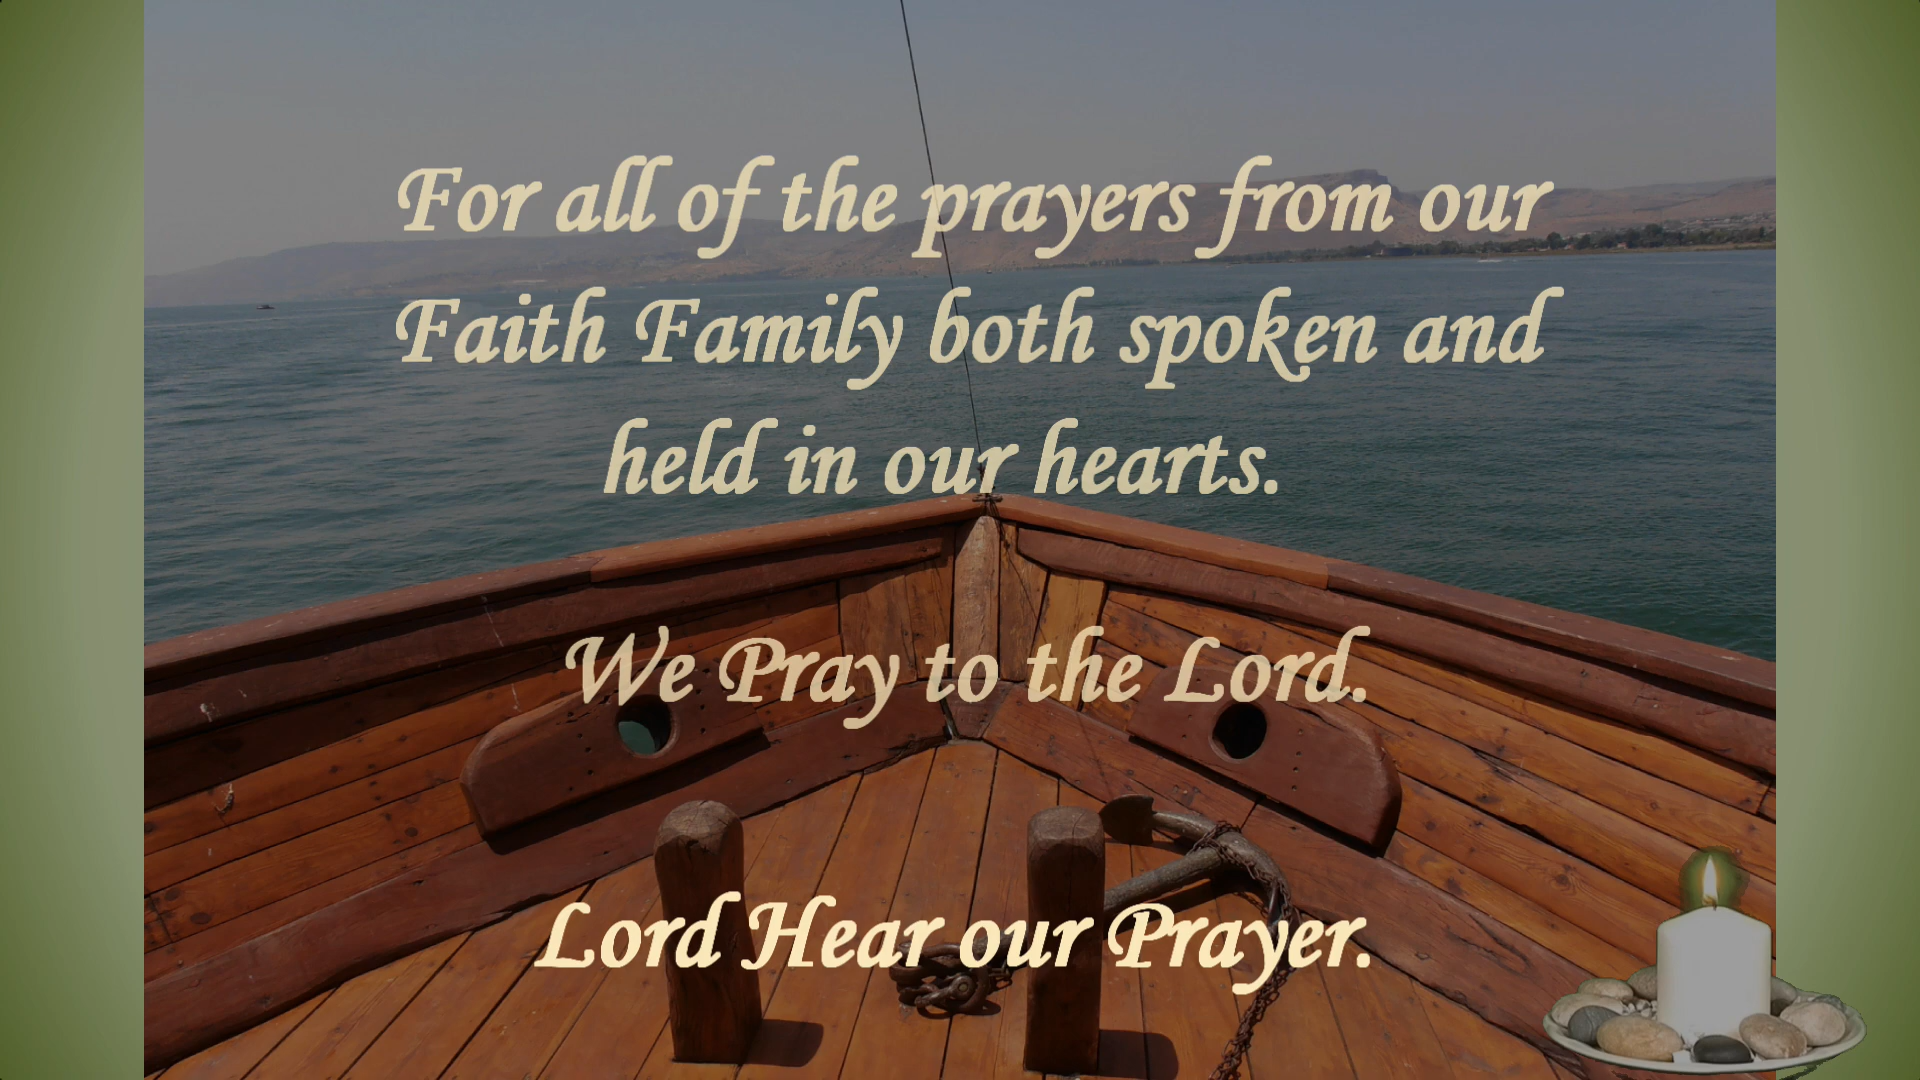 For all of the prayers from our
Faith Family both spoken and
held in our hearts.
We Pray to the Lord.
Lord Hear our Prayer.